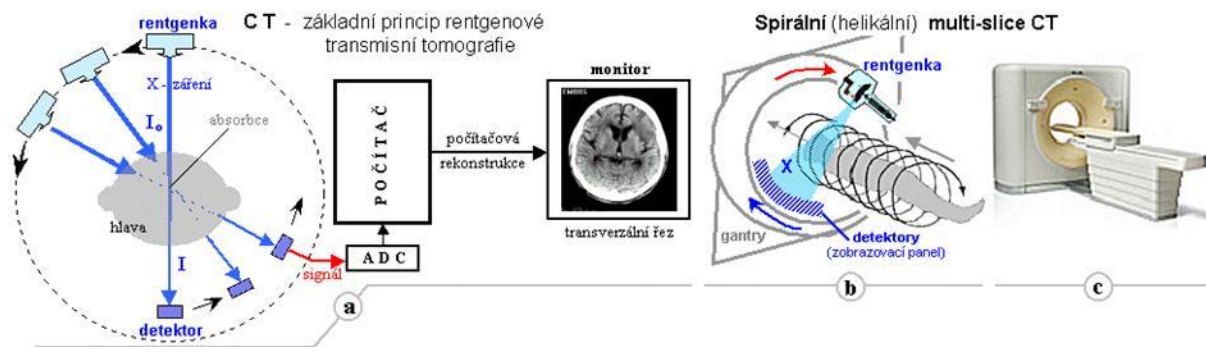 C T - základní princip rentgenové
transmisní tomografie
rentgenka
X - záření
I₀
absorbce
hlava
I
detektor
signál
A D C
POČÍTAČ
počítačová
rekonstrukce
monitor
transverzální řez
a
Spirální (helikální) multi-slice CT
rentgenka
X
gantry
detektory
(zobrazovací panel)
b
c